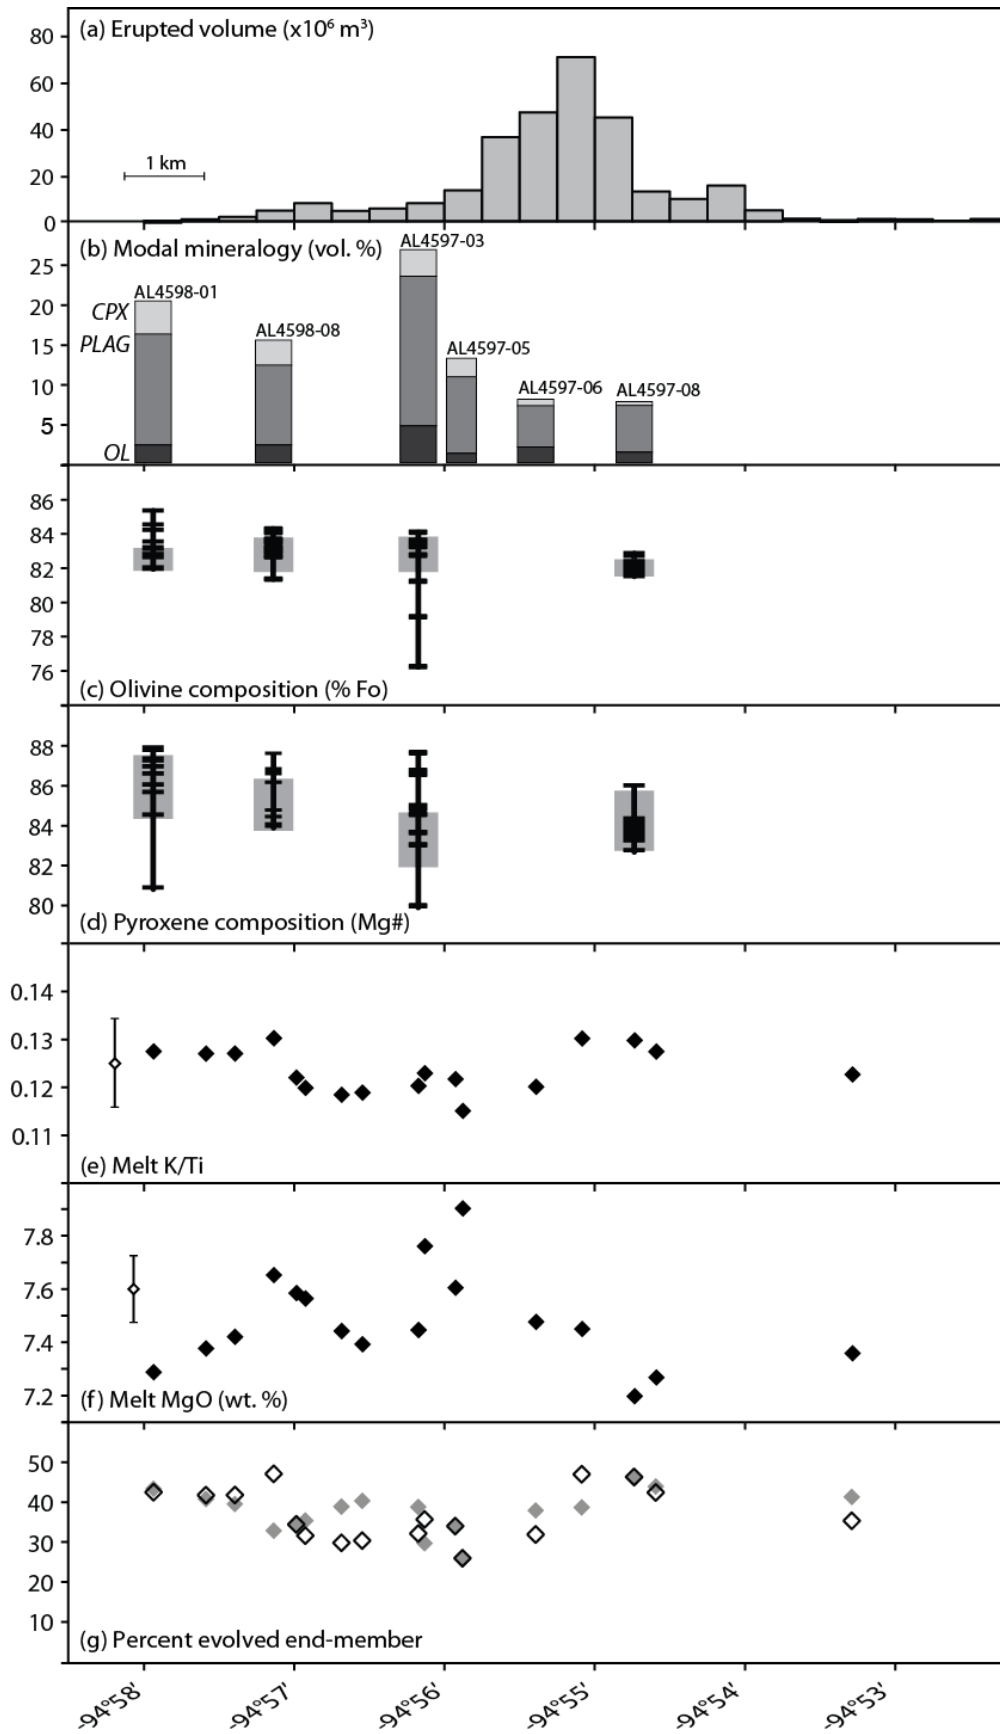 (a) Erupted volume (x10⁶ m³)
80
60
40
20
0
1 km
(b) Modal mineralogy (vol. %)
AL4597-03
25
20
15
10
5
AL4598-01
CPX
PLAG
OL
AL4598-08
AL4597-05
AL4597-06
AL4597-08
86
84
82
80
78
76
(c) Olivine composition (% Fo)
88
86
84
82
80
(d) Pyroxene composition (Mg#)
0.14
0.13
0.12
0.11
(e) Melt K/Ti
7.8
7.6
7.4
7.2
(f) Melt MgO (wt. %)
50
40
30
20
10
(g) Percent evolved end-member
-94°58'
-94°57'
-94°56'
-94°55'
-94°54'
-94°53'